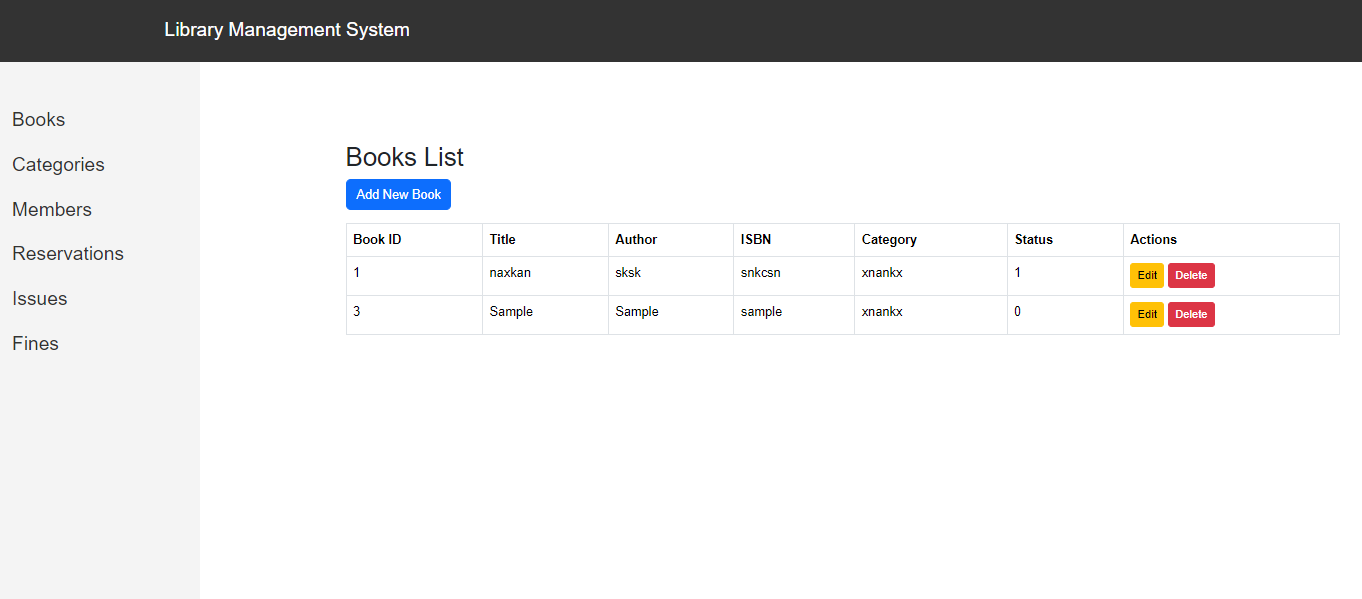 Library Management System
Books
Categories
Members
Reservations
Issues
Fines
Books List
Add New Book
Book ID Title Author ISBN Category Status Actions
1 naxkan sksk snkcsn xnankx 1 Edit Delete
3 Sample Sample sample xnankx 0 Edit Delete